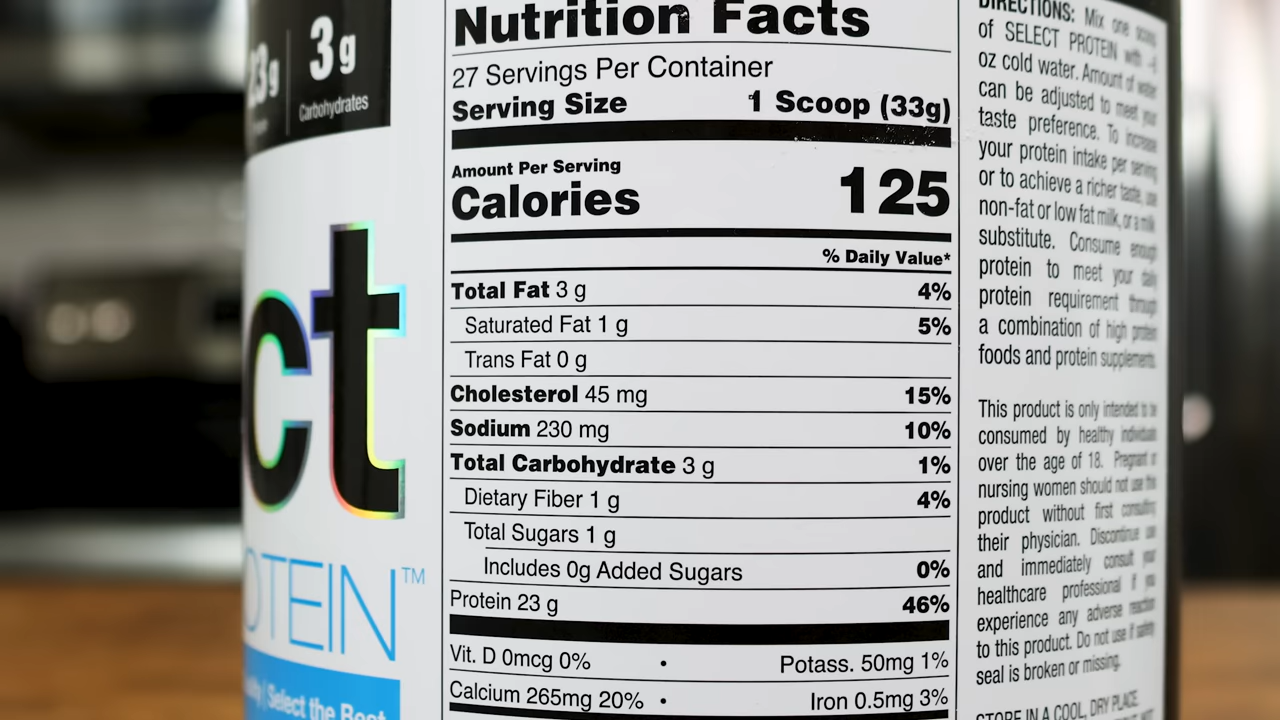 3g
Carbohydrates
ct
OTEIN™
Select the Best
Nutrition Facts
27 Servings Per Container
Serving Size 1 Scoop (33g)
Amount Per Serving
Calories 125
% Daily Value*
Total Fat 3 g 4%
Saturated Fat 1 g 5%
Trans Fat 0 g
Cholesterol 45 mg 15%
Sodium 230 mg 10%
Total Carbohydrate 3 g 1%
Dietary Fiber 1 g 4%
Total Sugars 1 g
Includes 0g Added Sugars 0%
Protein 23 g 46%
Vit. D 0mcg 0% • Potass. 50mg 1%
Calcium 265mg 20% • Iron 0.5mg 3%
DIRECTIONS: Mix one scoop
of SELECT PROTEIN with
oz cold water. Amount of water
can be adjusted to meet your
taste preference. To increase
your protein intake per serving
or to achieve a richer taste, use
non-fat or low fat milk, or a milk
substitute. Consume enough
protein to meet your daily
protein requirement through
a combination of high protein
foods and protein supplements.
This product is only intended to be
consumed by healthy individuals
over the age of 18. Pregnant or
nursing women should not use this
product without first consulting
their physician. Discontinue use
and immediately consult your
healthcare professional if you
experience any adverse reaction
to this product. Do not use if safety
seal is broken or missing.
STORE IN A COOL, DRY PLACE